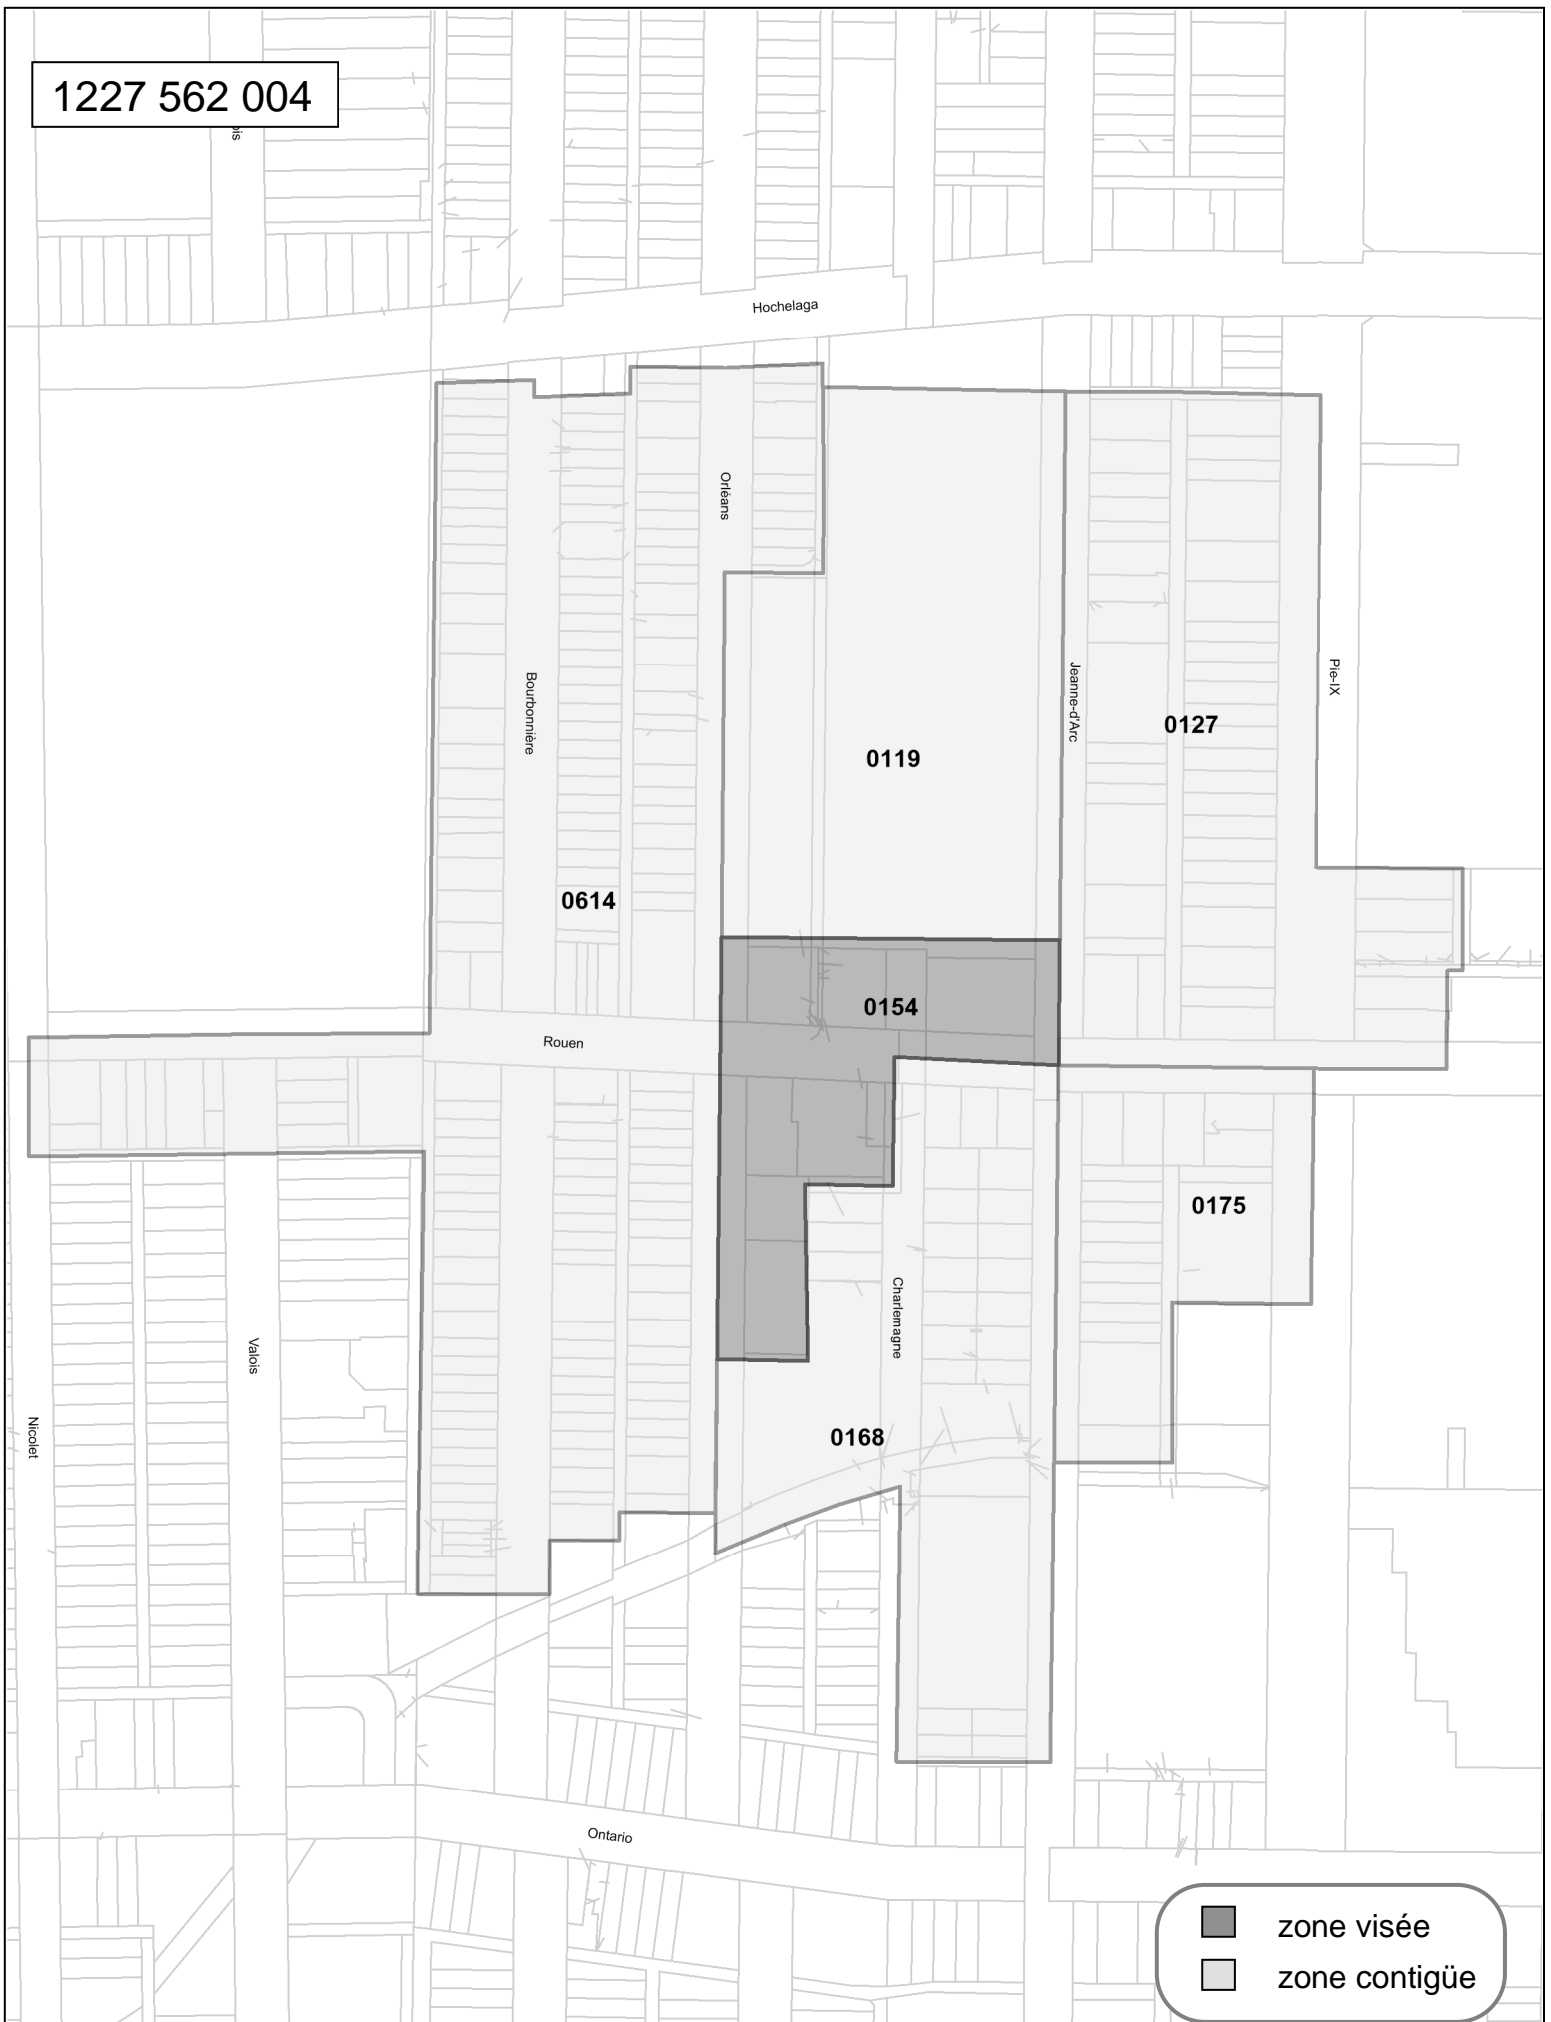 1227 562 004
ois
Hochelaga
Orléans
Bourbonnière
Jeanne-d'Arc
Pie-IX
0127
0119
0614
0154
Rouen
0175
Charlemagne
Valois
Nicolet
0168
Ontario
zone visée
zone contigüe